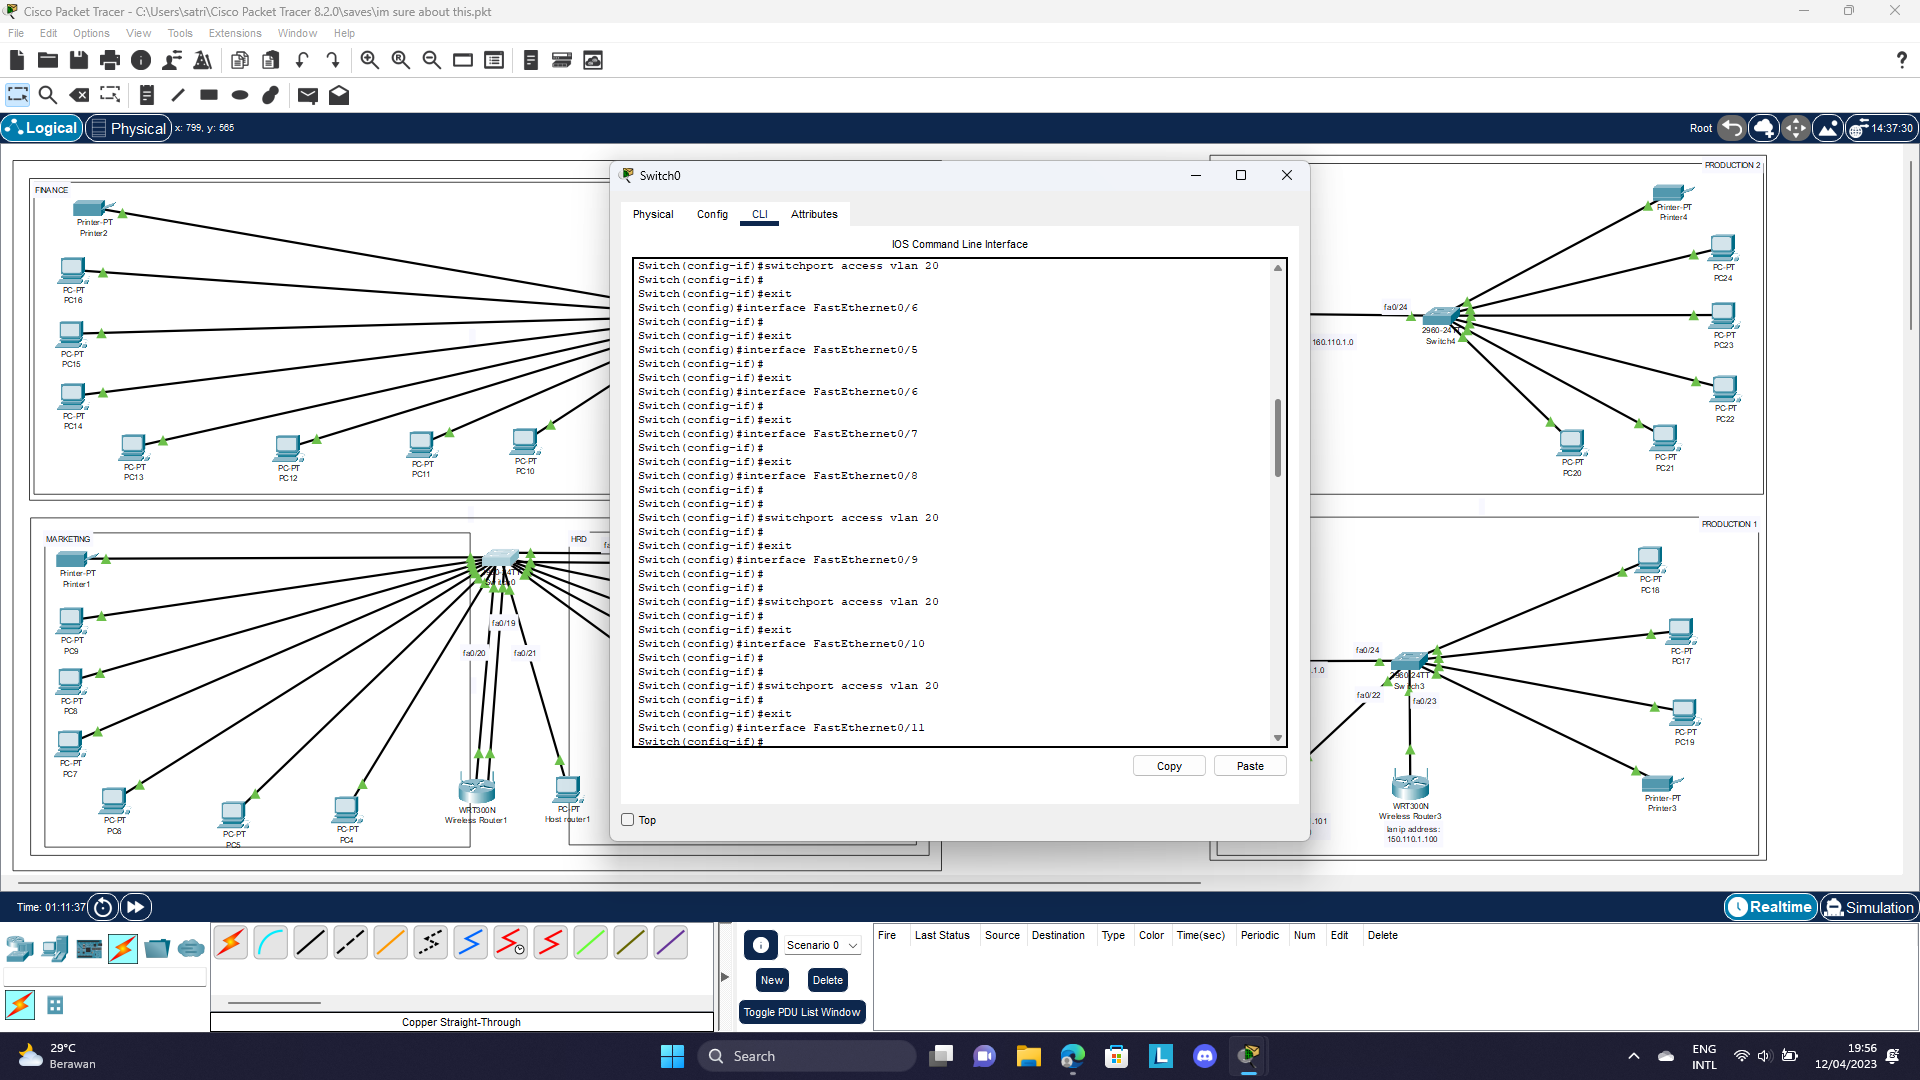 Cisco Packet Tracer - C:\Users\satri\Cisco Packet Tracer 8.2.0\saves\im sure about this.pkt
File Edit Options View Tools Extensions Window Help
Logical Physical x: 799, y: 565
Root 14:37:30
FINANCE
Printer-PT
Printer2
PC-PT
PC16
PC-PT
PC15
PC-PT
PC14
PC-PT
PC13
PC-PT
PC12
PC-PT
PC11
PC-PT
PC10
MARKETING
HRD
Printer-PT
Printer1
PC-PT
PC9
PC-PT
PC8
PC-PT
PC7
PC-PT
PC6
PC-PT
PC5
PC-PT
PC4
fa0/19
fa0/20
fa0/21
WRT300N
Wireless Router1
PC-PT
Host router1
Switch0
Physical Config CLI Attributes
IOS Command Line Interface
Switch(config-if)#switchport access vlan 20
Switch(config-if)#
Switch(config-if)#exit
Switch(config)#interface FastEthernet0/6
Switch(config-if)#
Switch(config-if)#exit
Switch(config)#interface FastEthernet0/5
Switch(config-if)#
Switch(config-if)#exit
Switch(config)#interface FastEthernet0/6
Switch(config-if)#
Switch(config-if)#exit
Switch(config)#interface FastEthernet0/7
Switch(config-if)#
Switch(config-if)#exit
Switch(config)#interface FastEthernet0/8
Switch(config-if)#
Switch(config-if)#
Switch(config-if)#switchport access vlan 20
Switch(config-if)#
Switch(config-if)#exit
Switch(config)#interface FastEthernet0/9
Switch(config-if)#
Switch(config-if)#
Switch(config-if)#switchport access vlan 20
Switch(config-if)#
Switch(config-if)#exit
Switch(config)#interface FastEthernet0/10
Switch(config-if)#
Switch(config-if)#
Switch(config-if)#switchport access vlan 20
Switch(config-if)#
Switch(config-if)#exit
Switch(config)#interface FastEthernet0/11
Switch(config-if)#
Copy Paste
Top
PRODUCTION 2
Printer-PT
Printer4
PC-PT
PC24
PC-PT
PC23
PC-PT
PC22
PC-PT
PC21
PC-PT
PC20
fa0/24
2960-24TT
Switch4
160.110.1.0
PRODUCTION 1
PC-PT
PC18
PC-PT
PC17
PC-PT
PC19
Printer-PT
Printer3
fa0/24
.1.0
2960-24TT
Switch3
fa0/22
fa0/23
WRT300N
Wireless Router3
lan ip address:
150.110.1.100
.101
Time: 01:11:37
Realtime Simulation
Copper Straight-Through
Scenario 0
New Delete
Toggle PDU List Window
Fire Last Status Source Destination Type Color Time(sec) Periodic Num Edit Delete
29°C
Berawan
Search
ENG
INTL
19:56
12/04/2023